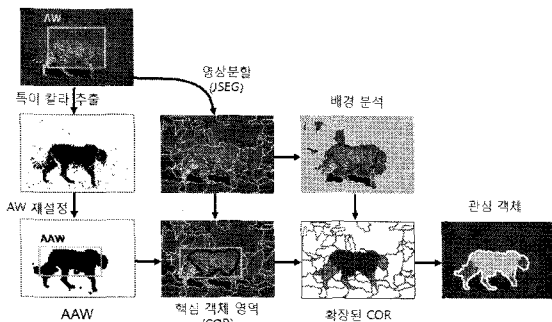 AW
영상분할
(JSEG)
특이 칼라 추출
배경 분석
AW 재설정
관심 객체
AAW
AAW
핵심 객체 영역
(COR)
확장된 COR